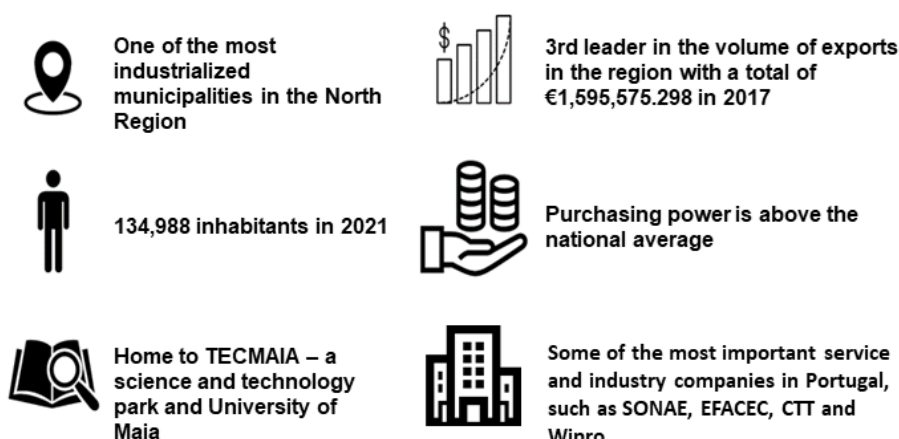 One of the most
industrialized
municipalities in the North
Region
$
3rd leader in the volume of exports
in the region with a total of
€1,595,575.298 in 2017
134,988 inhabitants in 2021
Purchasing power is above the
national average
Home to TECMAIA – a
science and technology
park and University of
Maia
Some of the most important service
and industry companies in Portugal,
such as SONAE, EFACEC, CTT and
Wipro